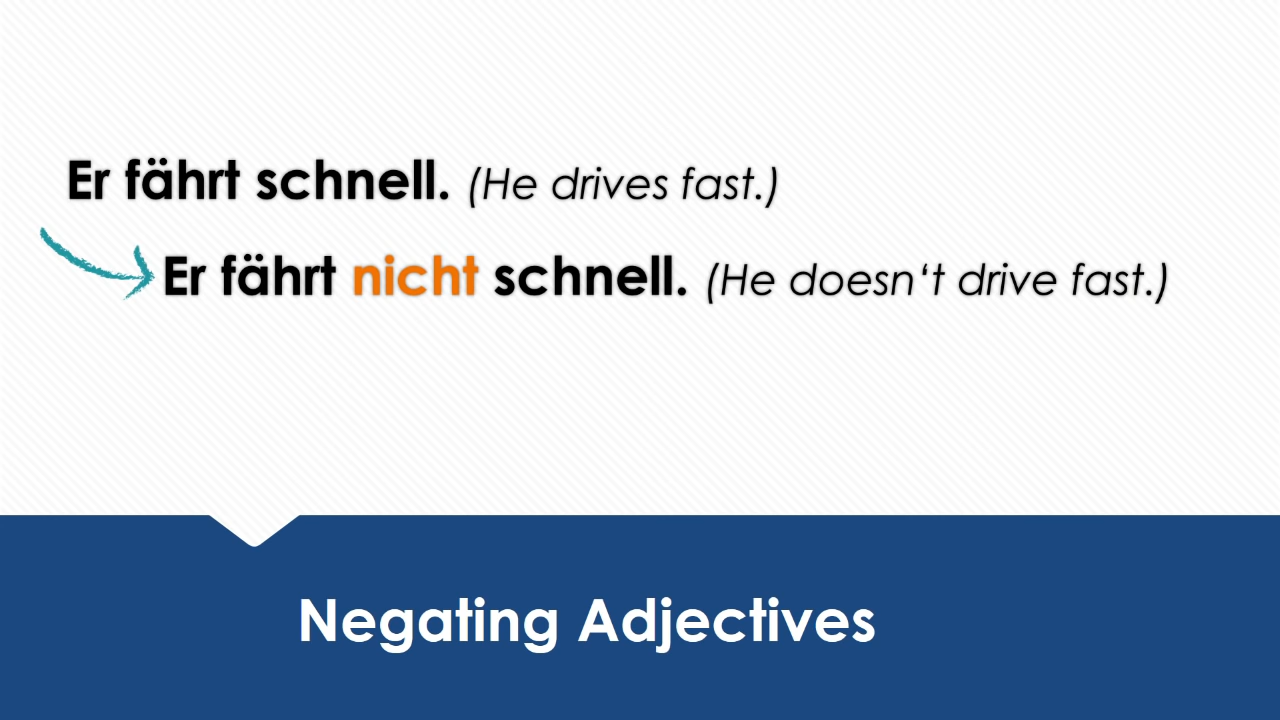 Er fährt schnell. (He drives fast.)
Er fährt nicht schnell. (He doesn‘t drive fast.)
Negating Adjectives